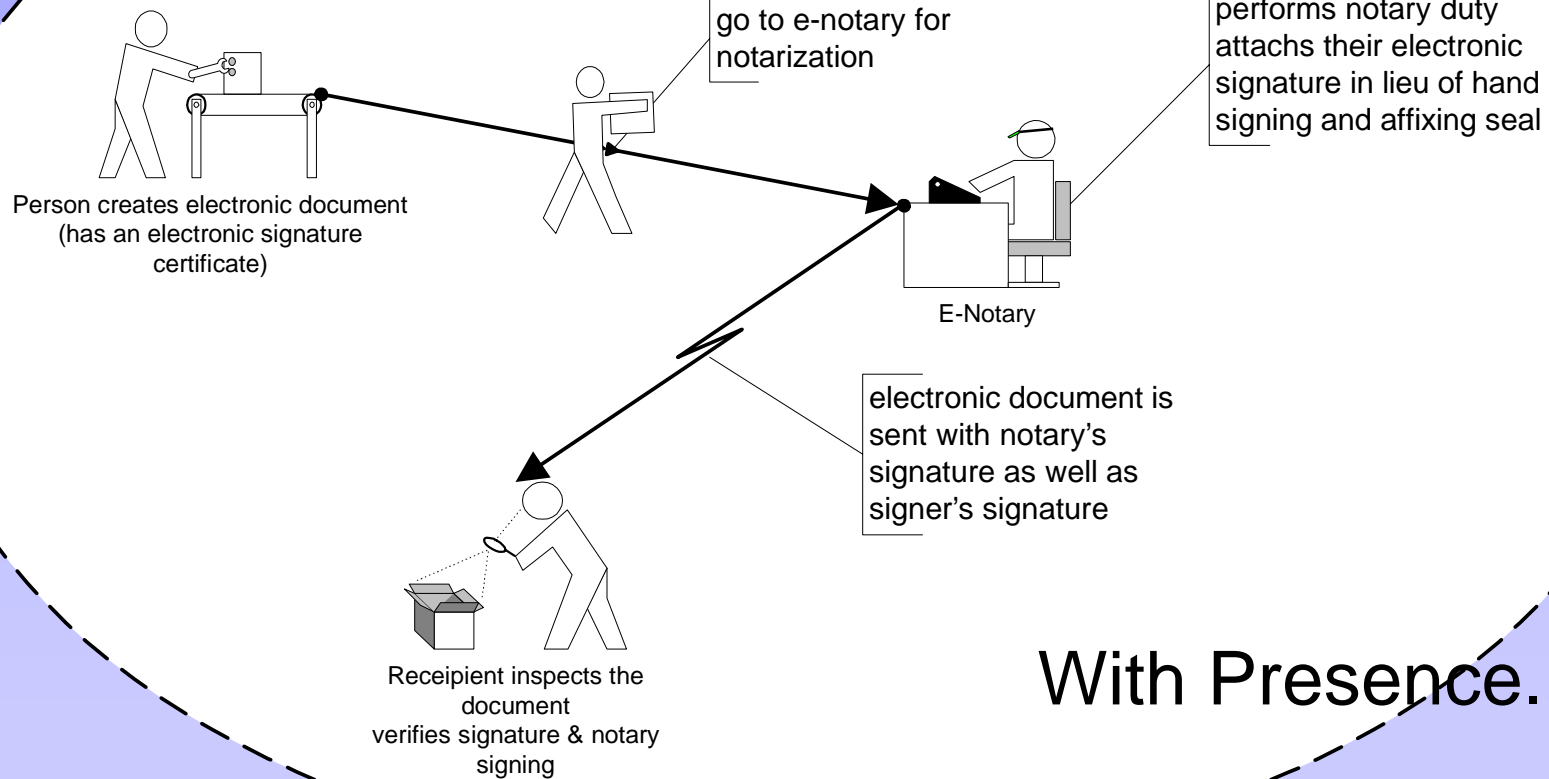 go to e-notary for
notarization
performs notary duty
attachs their electronic
signature in lieu of hand
signing and affixing seal
Person creates electronic document
(has an electronic signature
certificate)
E-Notary
electronic document is
sent with notary's
signature as well as
signer's signature
Receipient inspects the
document
verifies signature & notary
signing
With Presence.